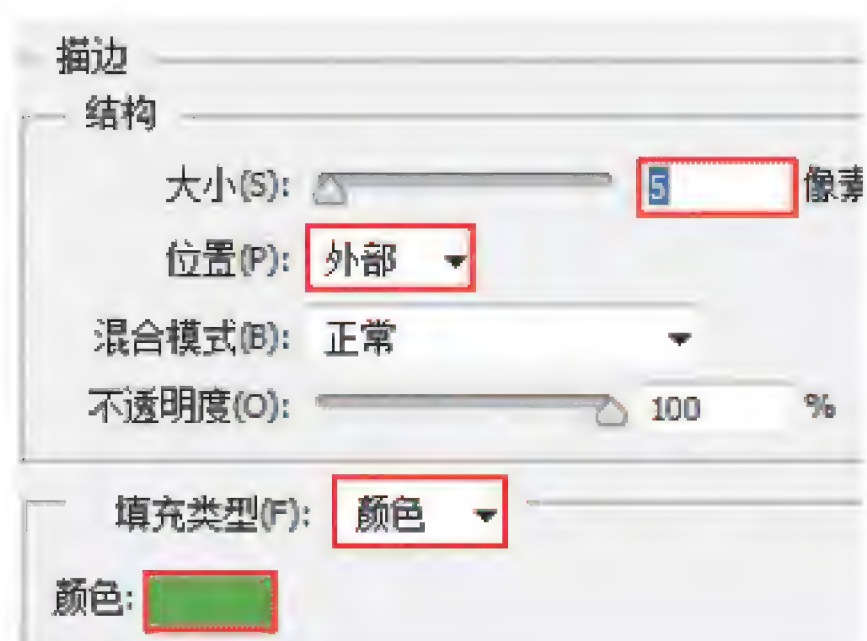 描边
结构
大小(S): 5 像素
位置(P): 外部
混合模式(B): 正常
不透明度(O): 100 %
填充类型(F): 颜色
颜色: